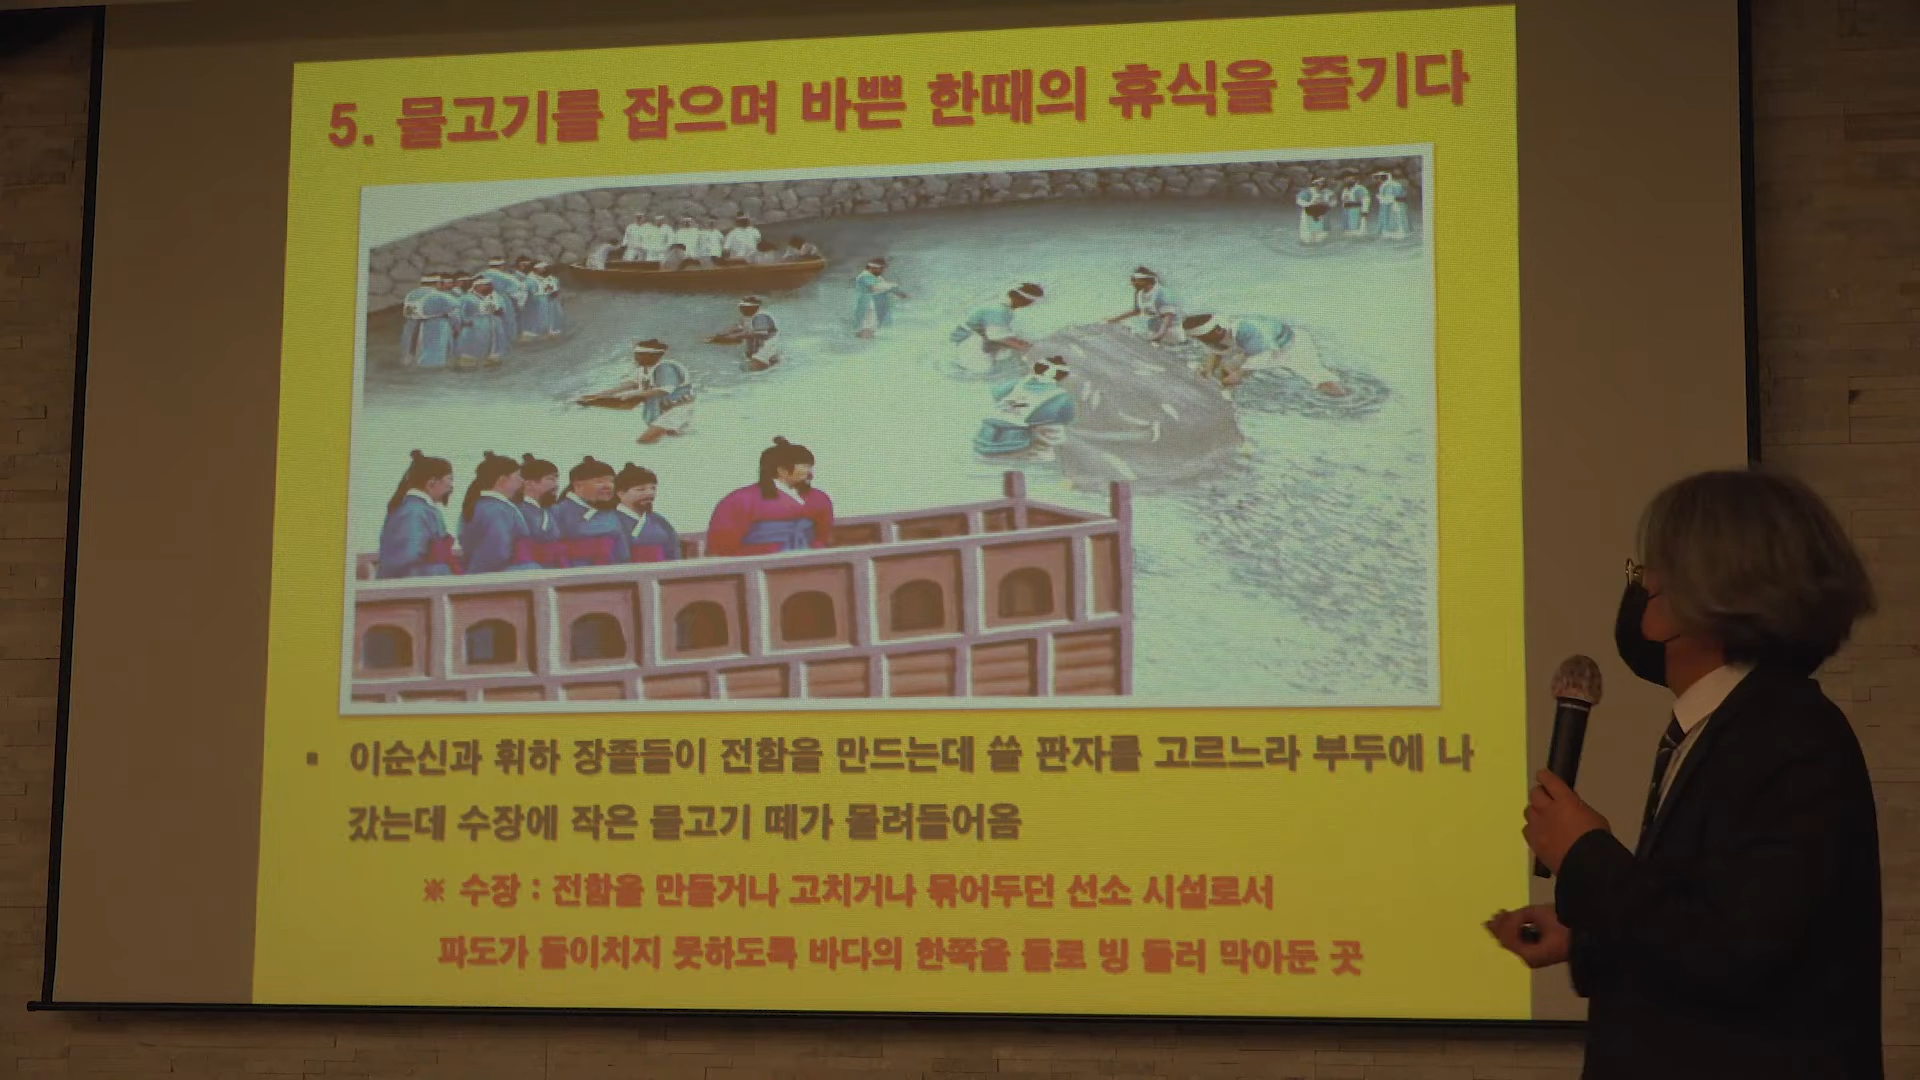 5. 물고기를 잡으며 바쁜 한때의 휴식을 즐기다
▪ 이순신과 휘하 장졸들이 전함을 만드는데 쓸 판자를 고르느라 부두에 나
갔는데 수장에 작은 물고기 떼가 몰려들어옴
※ 수장 : 전함을 만들거나 고치거나 묶어두던 선소 시설로서
파도가 들이치지 못하도록 바다의 한쪽을 돌로 빙 둘러 막아둔 곳